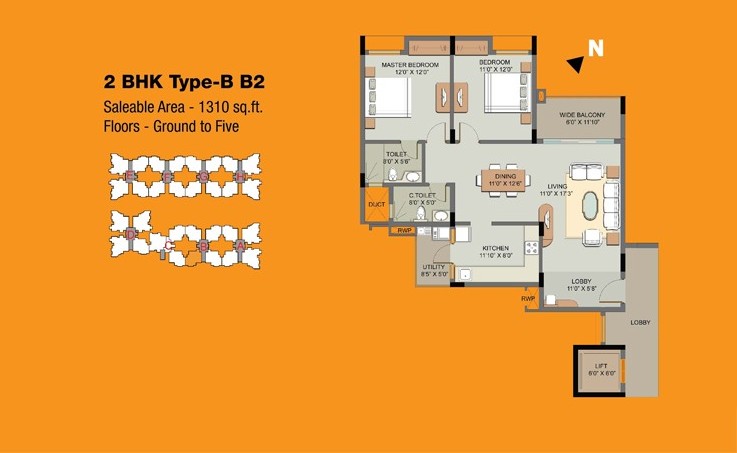 2 BHK Type-B B2
Saleable Area - 1310 sq.ft.
Floors - Ground to Five
E F G H
D C B A
N
MASTER BEDROOM
12'0" X 12'0"
BEDROOM
11'0" X 12'0"
WIDE BALCONY
8'0" X 11'10"
TOILET
8'0" X 5'6"
C.TOILET
8'0" X 5'0"
DUCT
DINING
11'0" X 12'6"
LIVING
11'0" X 17'3"
RWP
KITCHEN
11'10" X 8'0"
UTILITY
8'5" X 5'0"
LOBBY
11'0" X 5'8"
RWP
LOBBY
LIFT
6'0" X 6'0"